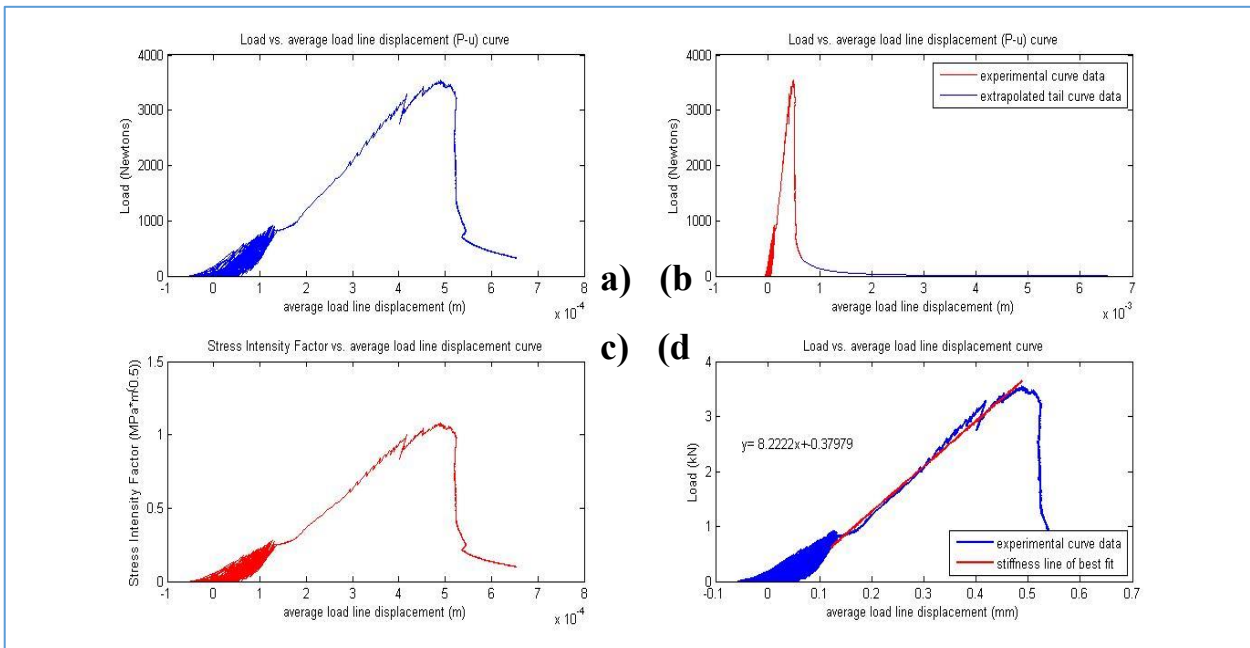 Load vs. average load line displacement (P-u) curve
4000
3000
2000
1000
0
Load (Newtons)
-1 0 1 2 3 4 5 6 7 8
average load line displacement (m)
x 10-4
a)
Load vs. average load line displacement (P-u) curve
experimental curve data
extrapolated tail curve data
4000
3000
2000
1000
0
Load (Newtons)
-1 0 1 2 3 4 5 6 7
average load line displacement (m)
x 10-3
(b
Stress Intensity Factor vs. average load line displacement curve
c)
1.5
1
0.5
0
Stress Intensity Factor (MPa*m(0.5))
-1 0 1 2 3 4 5 6 7 8
average load line displacement (m)
x 10-4
(d
Load vs. average load line displacement curve
4
3
2
1
0
Load (kN)
y= 8.2222x+-0.37979
experimental curve data
stiffness line of best fit
-0.1 0 0.1 0.2 0.3 0.4 0.5 0.6 0.7
average load line displacement (mm)